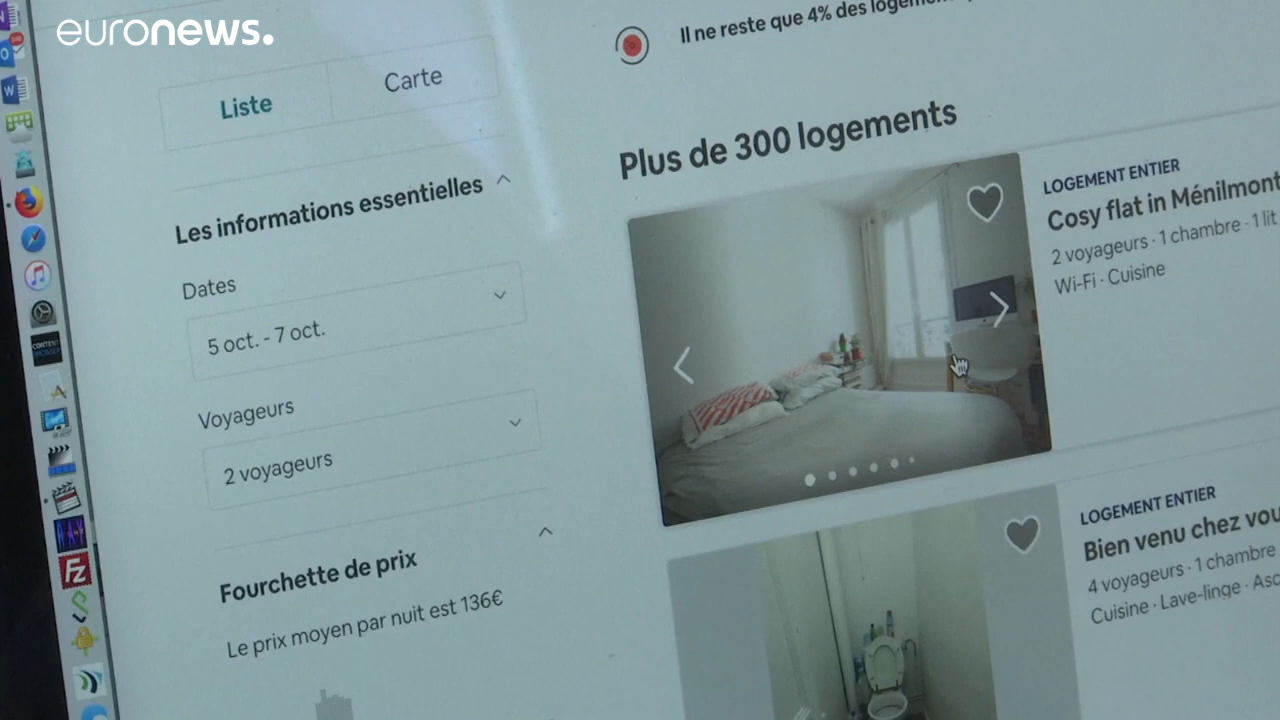 euronews.
Il ne reste que 4% des
Liste
Carte
Plus de 300 logements
Les informations essentielles
Dates
5 oct. - 7 oct.
Voyageurs
2 voyageurs
Fourchette de prix
Le prix moyen par nuit est 136€
LOGEMENT ENTIER
Cosy flat in Ménilmont
2 voyageurs · 1 chambre · 1 lit
Wi-Fi · Cuisine
LOGEMENT ENTIER
Bien venu chez vou
4 voyageurs · 1 chambre
Cuisine · Lave-linge · Asc
FZ